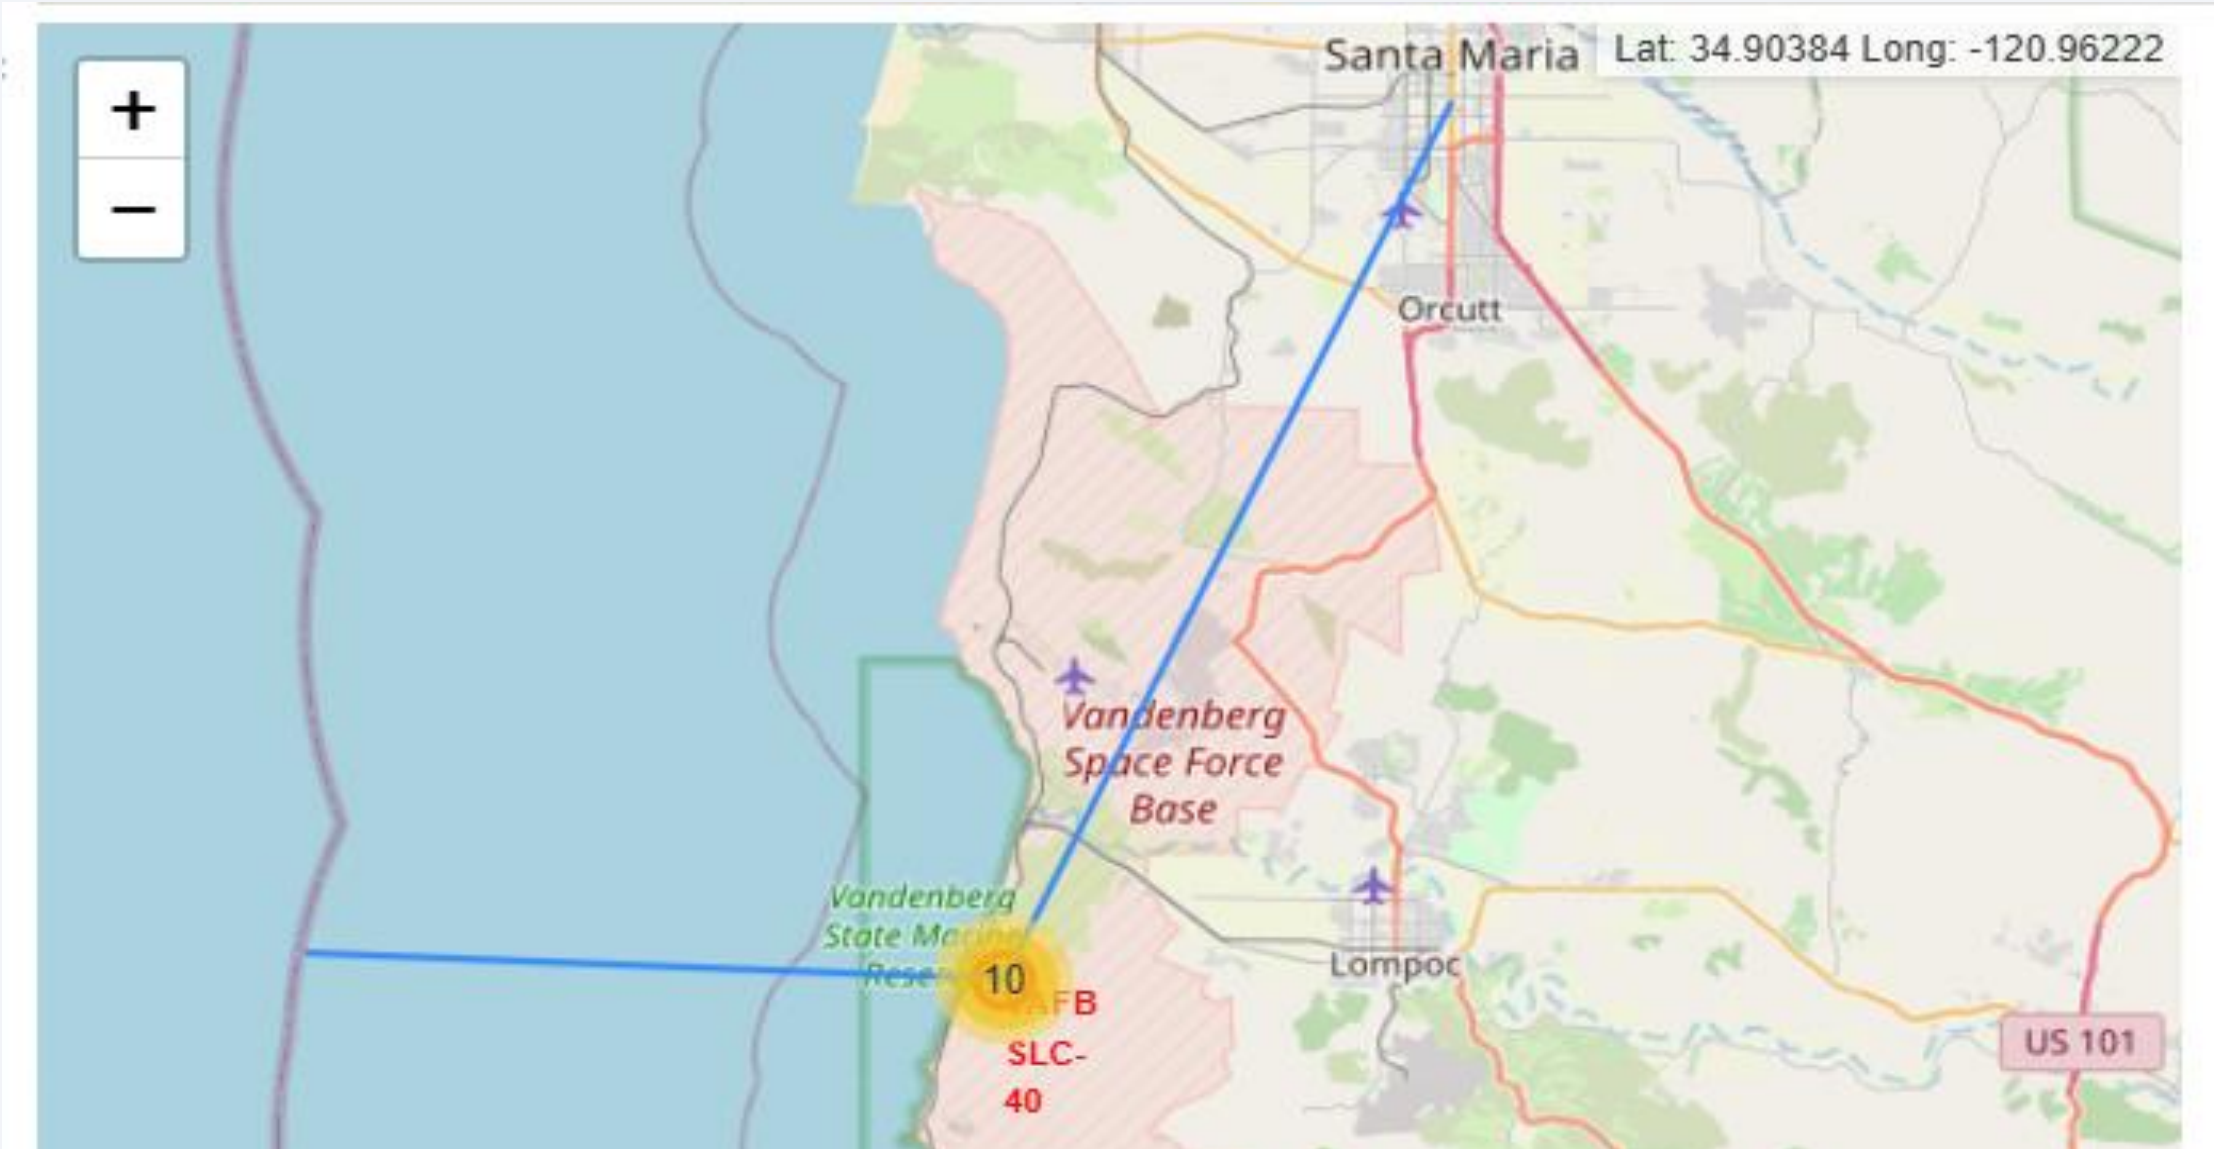 +
−
Santa Maria
Lat: 34.90384 Long: -120.96222
Orcutt
Vandenberg
Space Force
Base
Vandenberg
State Marine
10
AFB
SLC-
40
Lompoc
US 101